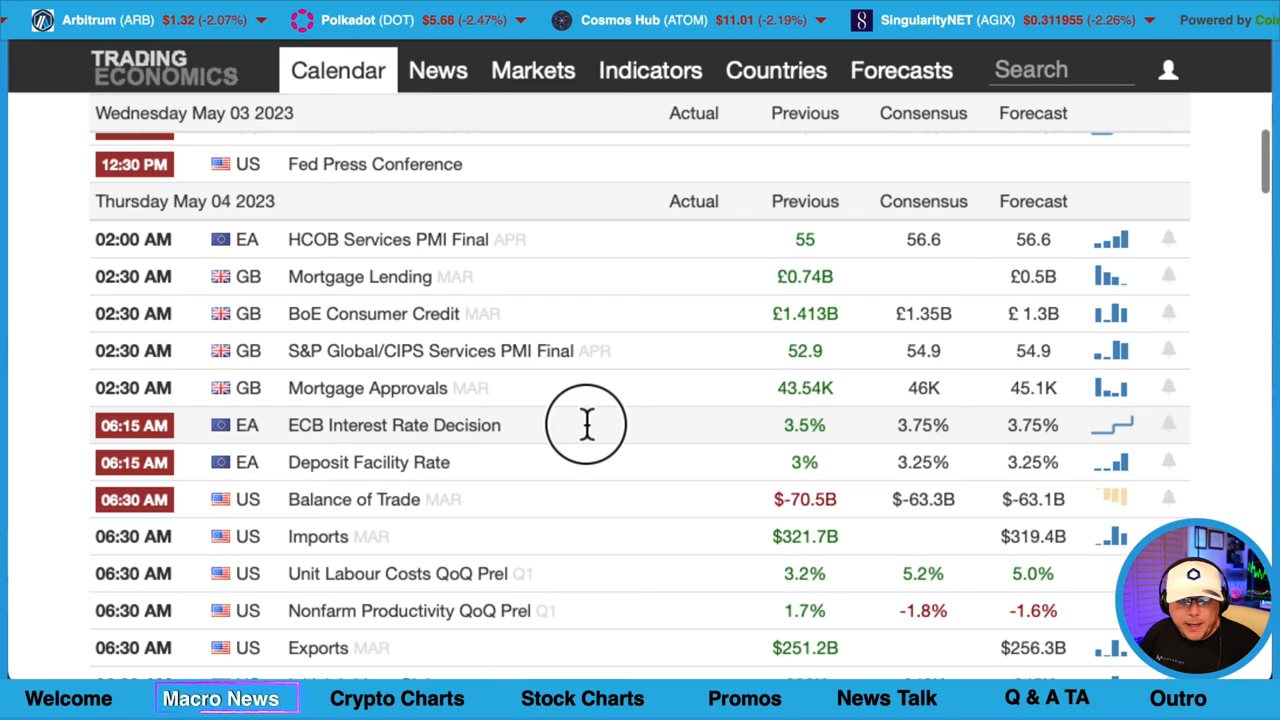 Arbitrum (ARB) $1.32 (-2.07%) Polkadot (DOT) $5.68 (-2.47%) Cosmos Hub (ATOM) $11.01 (-2.19%) SingularityNET (AGIX) $0.311955 (-2.26%) Powered by Coin
TRADING ECONOMICS Calendar News Markets Indicators Countries Forecasts Search
Wednesday May 03 2023 Actual Previous Consensus Forecast
12:30 PM US Fed Press Conference
Thursday May 04 2023 Actual Previous Consensus Forecast
02:00 AM EA HCOB Services PMI Final APR 55 56.6 56.6
02:30 AM GB Mortgage Lending MAR £0.74B £0.5B
02:30 AM GB BoE Consumer Credit MAR £1.413B £1.35B £ 1.3B
02:30 AM GB S&P Global/CIPS Services PMI Final APR 52.9 54.9 54.9
02:30 AM GB Mortgage Approvals MAR 43.54K 46K 45.1K
06:15 AM EA ECB Interest Rate Decision 3.5% 3.75% 3.75%
06:15 AM EA Deposit Facility Rate 3% 3.25% 3.25%
06:30 AM US Balance of Trade MAR $-70.5B $-63.3B $-63.1B
06:30 AM US Imports MAR $321.7B $319.4B
06:30 AM US Unit Labour Costs QoQ Prel Q1 3.2% 5.2% 5.0%
06:30 AM US Nonfarm Productivity QoQ Prel Q1 1.7% -1.8% -1.6%
06:30 AM US Exports MAR $251.2B $256.3B
Welcome Macro News Crypto Charts Stock Charts Promos News Talk Q & A TA Outro